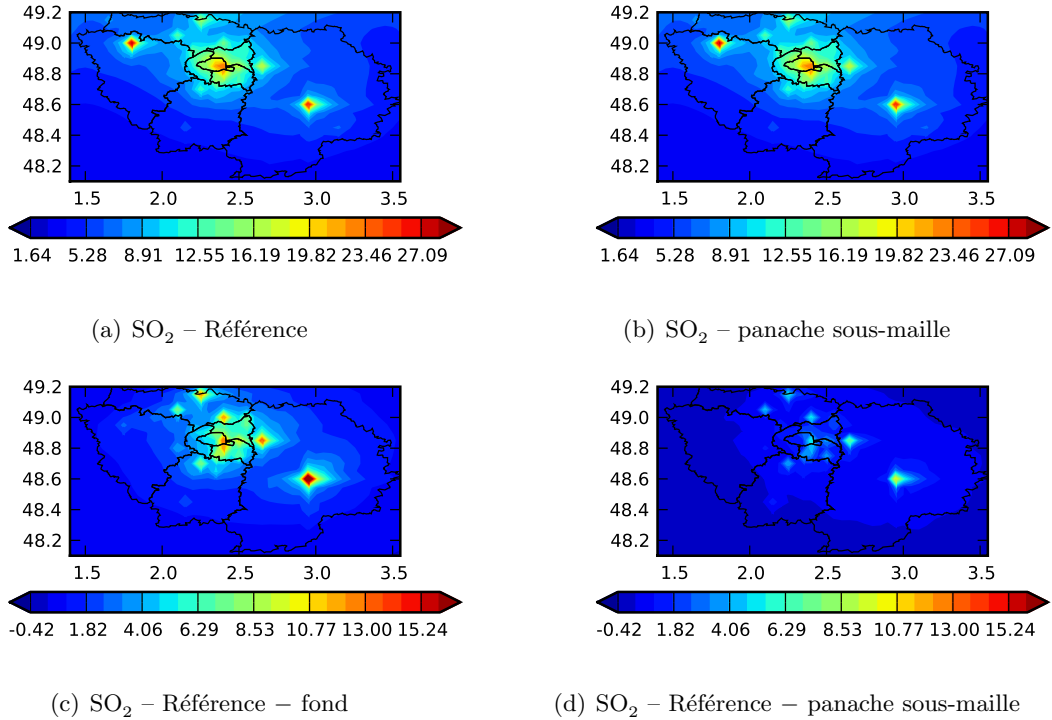 49.2
49.0
48.8
48.6
48.4
48.2
1.5 2.0 2.5 3.0 3.5
1.64 5.28 8.91 12.55 16.19 19.82 23.46 27.09
(a) SO₂ – Référence
49.2
49.0
48.8
48.6
48.4
48.2
1.5 2.0 2.5 3.0 3.5
1.64 5.28 8.91 12.55 16.19 19.82 23.46 27.09
(b) SO₂ – panache sous-maille
49.2
49.0
48.8
48.6
48.4
48.2
1.5 2.0 2.5 3.0 3.5
-0.42 1.82 4.06 6.29 8.53 10.77 13.00 15.24
(c) SO₂ – Référence − fond
49.2
49.0
48.8
48.6
48.4
48.2
1.5 2.0 2.5 3.0 3.5
-0.42 1.82 4.06 6.29 8.53 10.77 13.00 15.24
(d) SO₂ – Référence − panache sous-maille